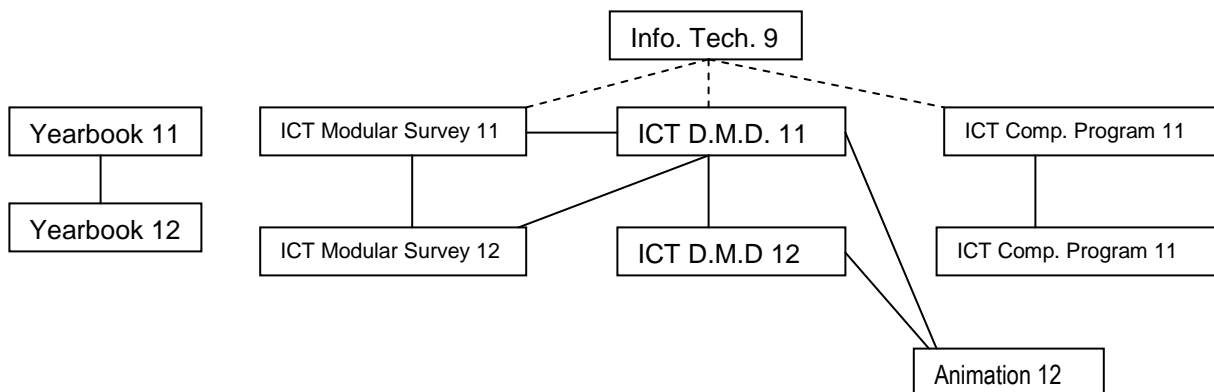 Info. Tech. 9
Yearbook 11
ICT Modular Survey 11
ICT D.M.D. 11
ICT Comp. Program 11
Yearbook 12
ICT Modular Survey 12
ICT D.M.D 12
ICT Comp. Program 11
Animation 12